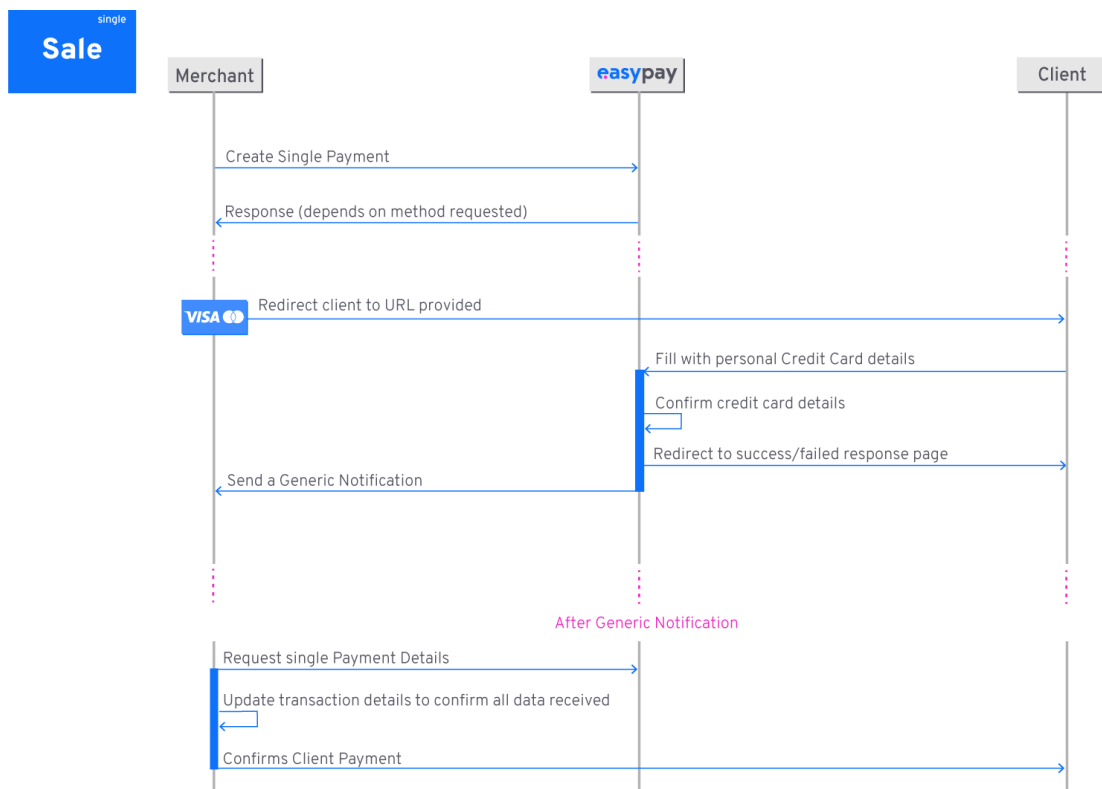 single
Sale
Merchant
easypay
Client
Create Single Payment
Response (depends on method requested)
VISA
Redirect client to URL provided
Fill with personal Credit Card details
Confirm credit card details
Redirect to success/failed response page
Send a Generic Notification
After Generic Notification
Request single Payment Details
Update transaction details to confirm all data received
Confirms Client Payment